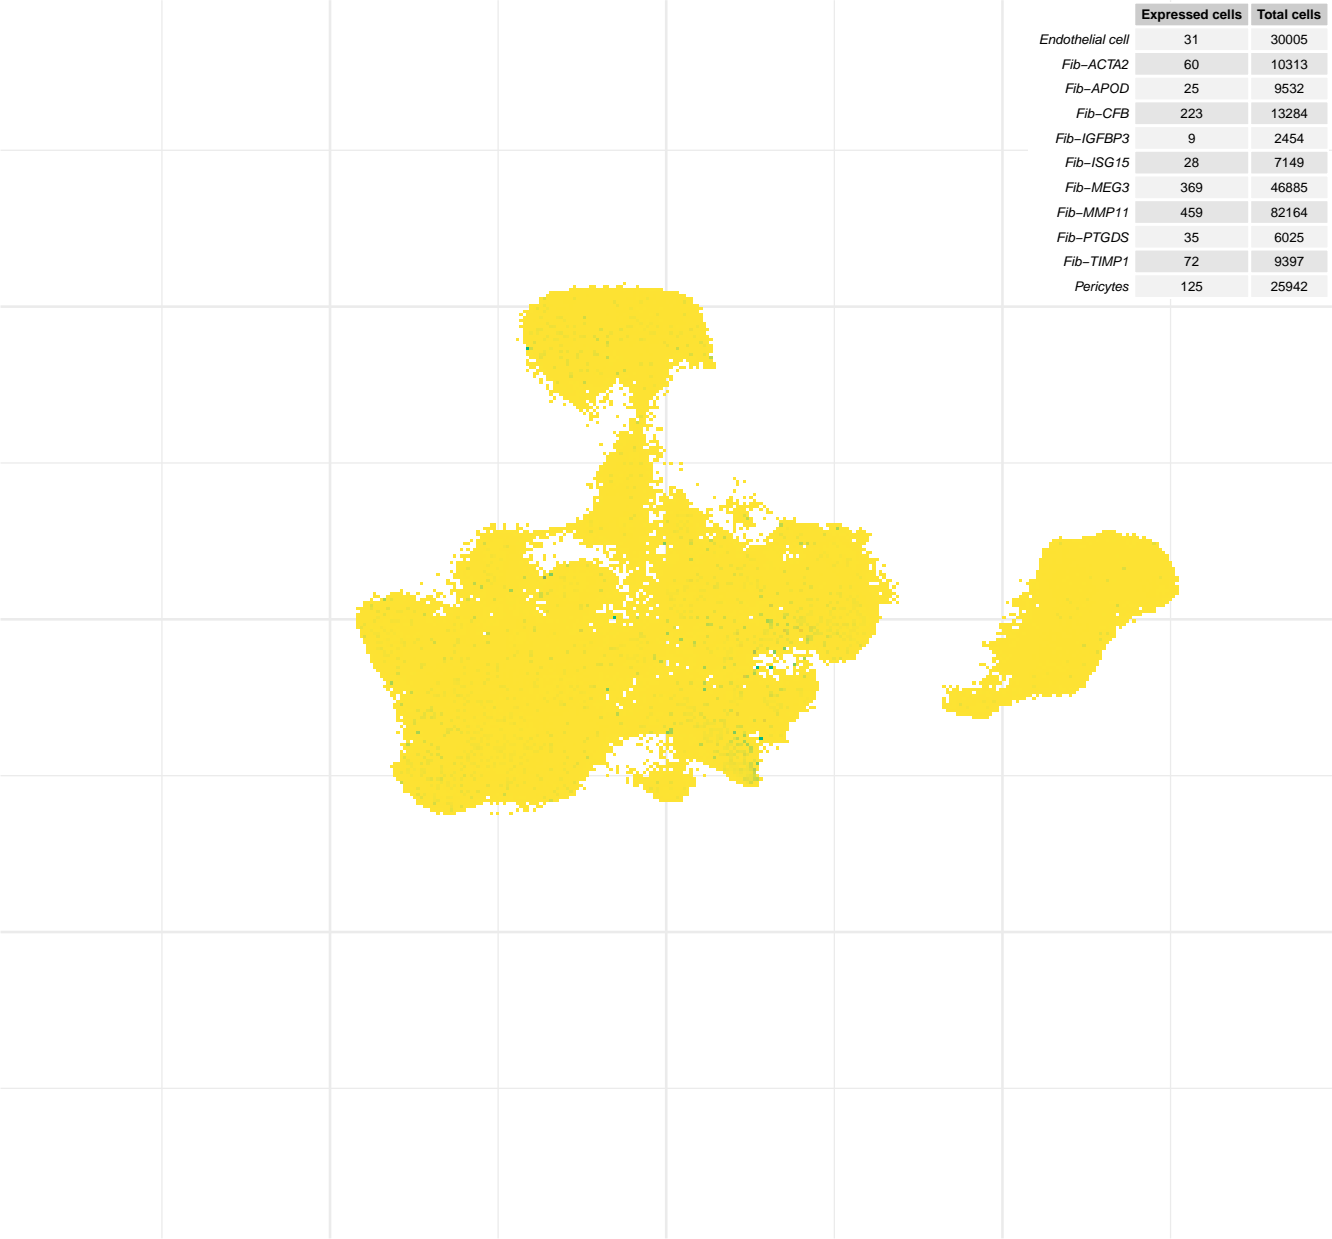 Expressed cells Total cells
Endothelial cell 31 30005
Fib−ACTA2 60 10313
Fib−APOD 25 9532
Fib−CFB 223 13284
Fib−IGFBP3 9 2454
Fib−ISG15 28 7149
Fib−MEG3 369 46885
Fib−MMP11 459 82164
Fib−PTGDS 35 6025
Fib−TIMP1 72 9397
Pericytes 125 25942